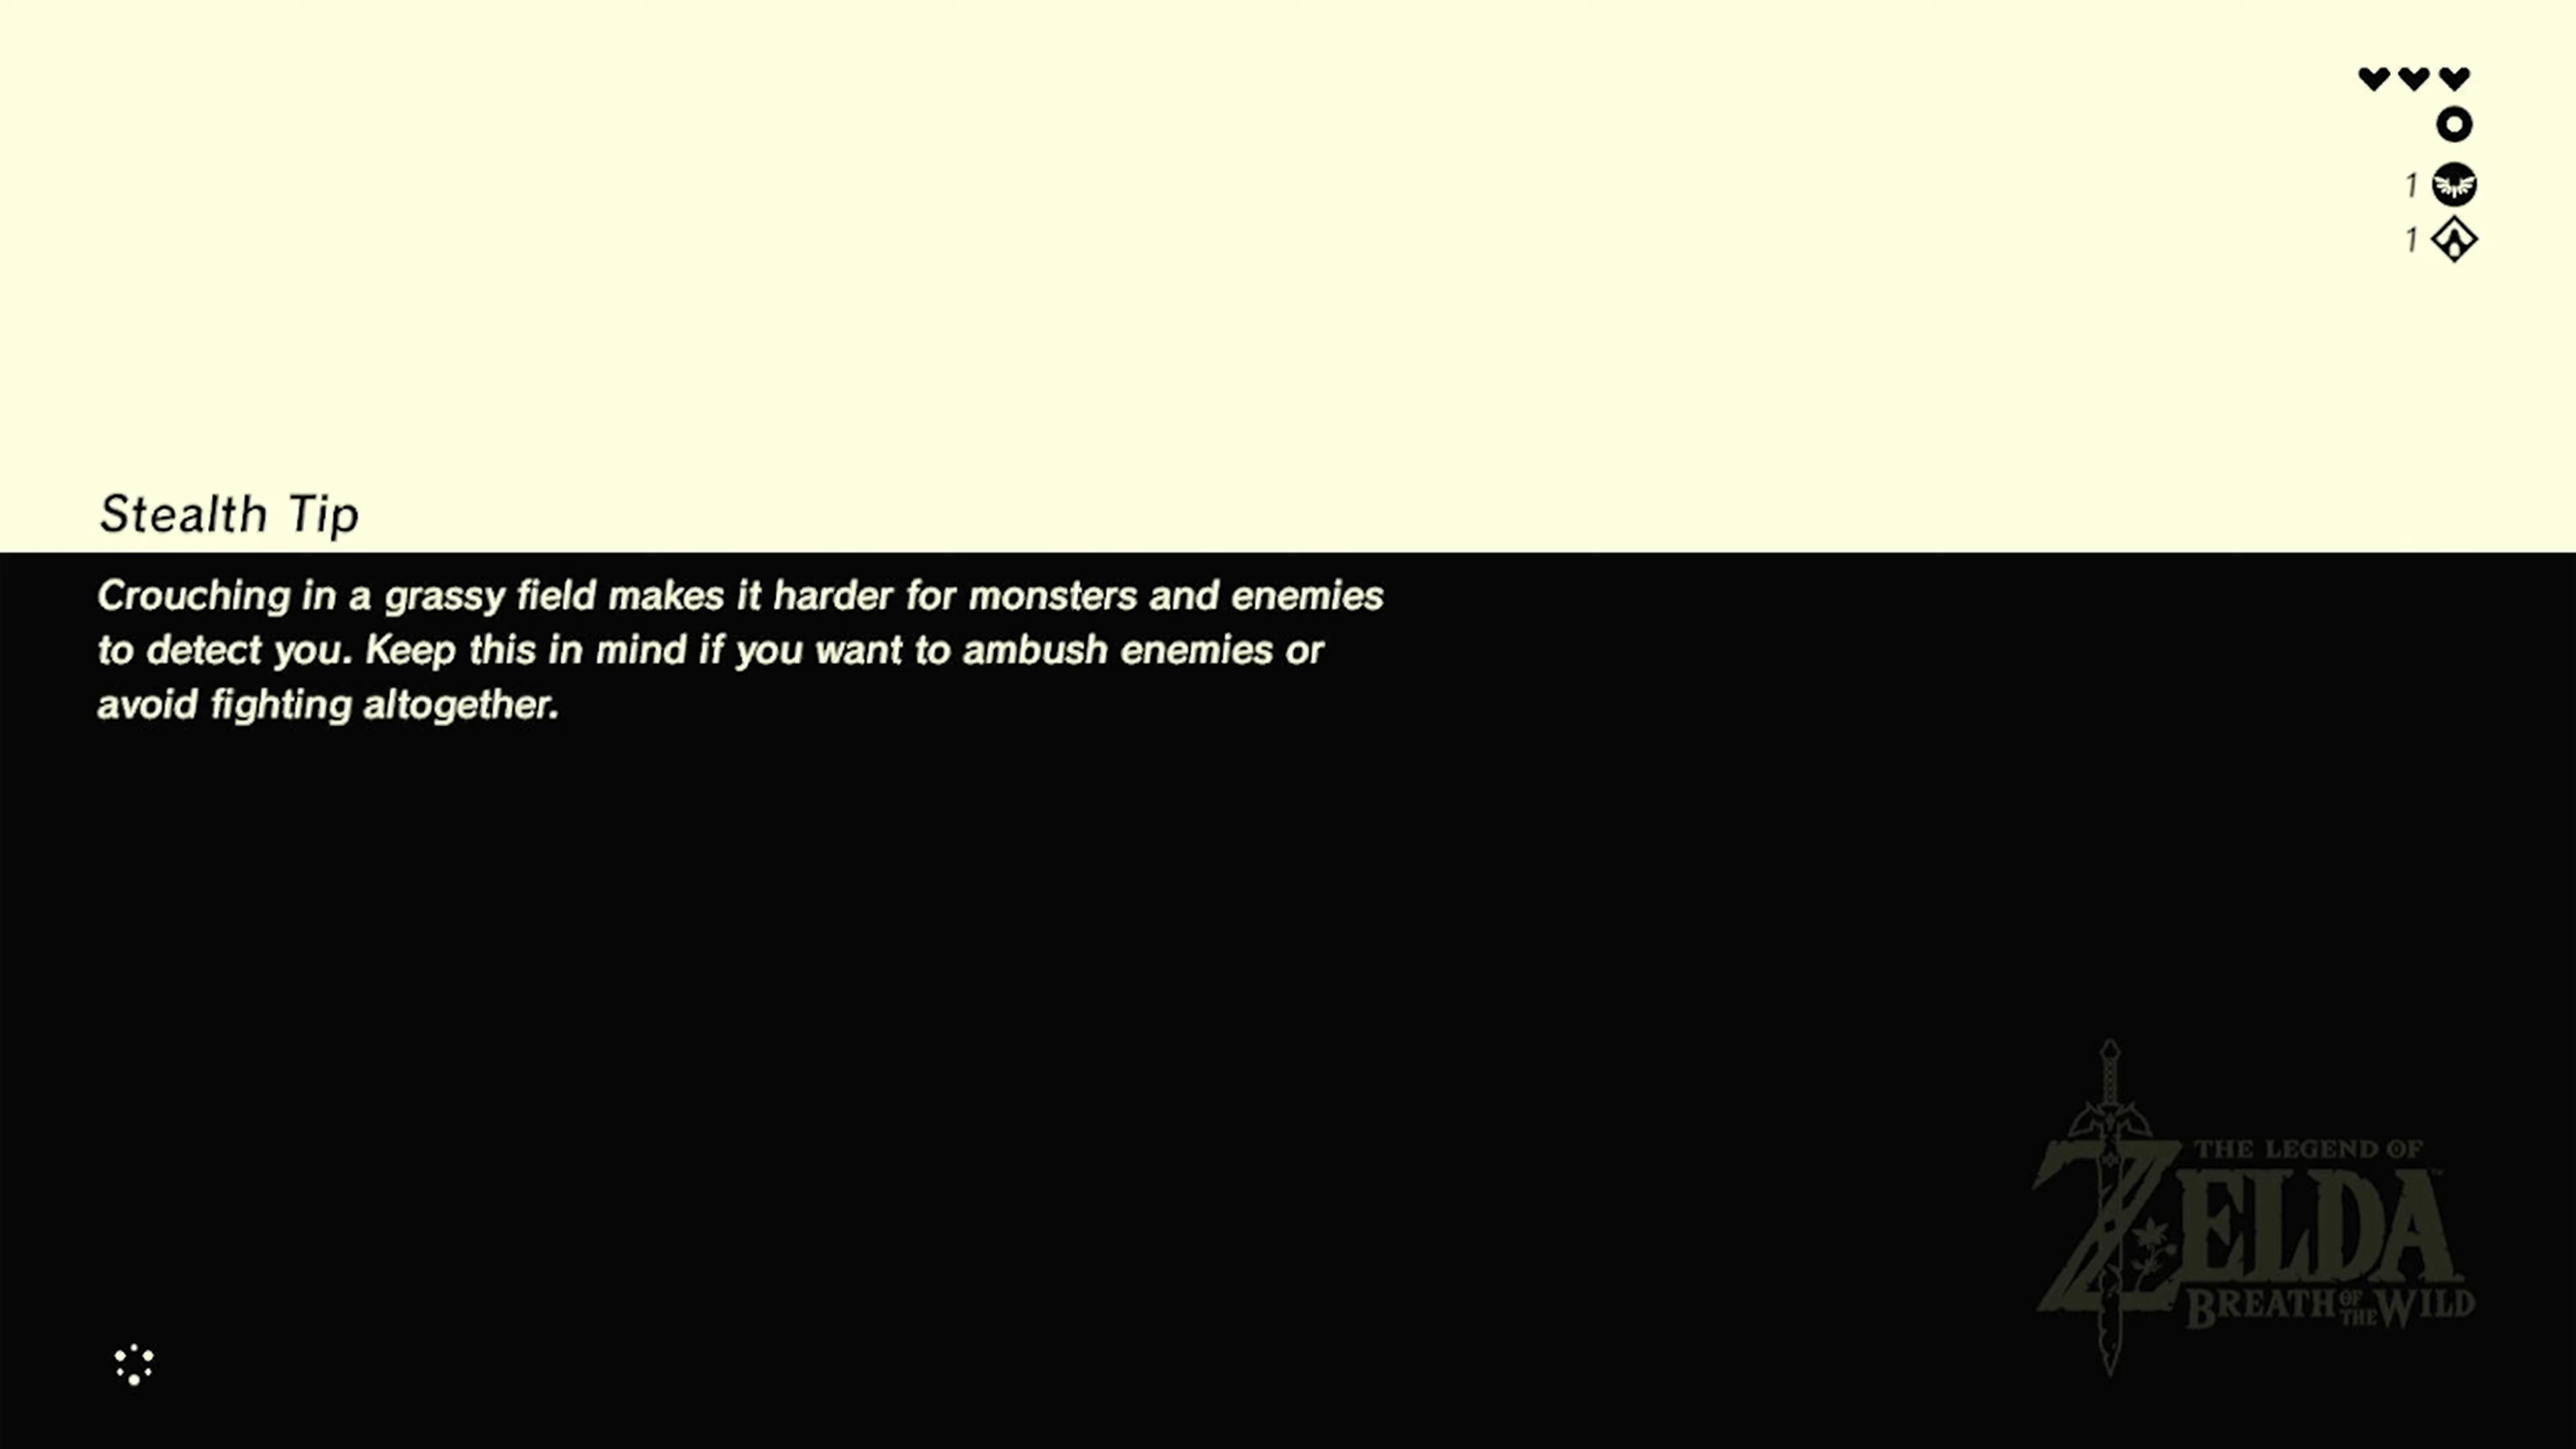 1
1
Stealth Tip
Crouching in a grassy field makes it harder for monsters and enemies
to detect you. Keep this in mind if you want to ambush enemies or
avoid fighting altogether.
THE LEGEND OF
ZELDA™
BREATH OF THE WILD